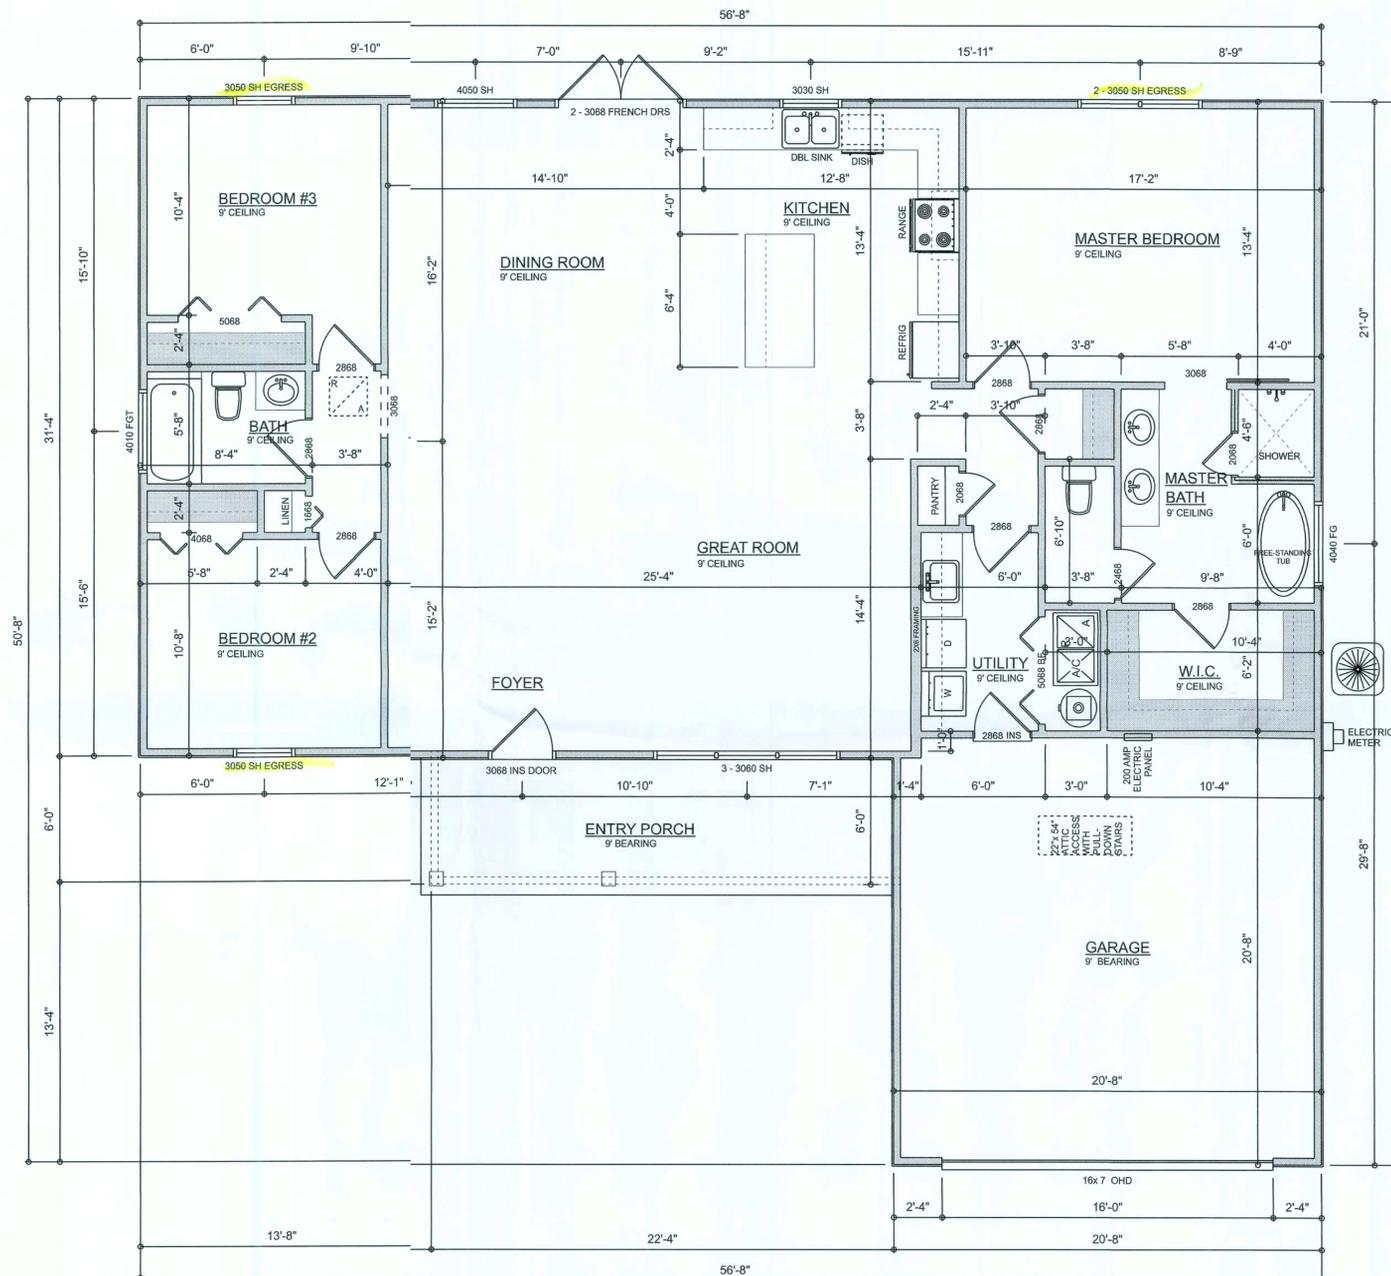 56'-8"
6'-0"
9'-10"
7'-0"
9'-2"
15'-11"
8'-9"
3050 SH EGRESS
4050 SH
2 - 3068 FRENCH DRS
3030 SH
2 - 3050 SH EGRESS
DBL SINK
DISH
2'-4"
14'-10"
12'-8"
17'-2"
BEDROOM #3
9' CEILING
10'-4"
4'-0"
KITCHEN
9' CEILING
RANGE
13'-4"
MASTER BEDROOM
9' CEILING
13'-4"
DINING ROOM
9' CEILING
16'-2"
15'-10"
6'-4"
21'-0"
5068
2'-4"
REFRIG
3'-10"
3'-8"
5'-8"
4'-0"
2868
R
A
3068
2868
3068
31'-4"
4010 FGT
5'-8"
BATH
9' CEILING
2868
8'-4"
3'-8"
2'-4"
3'-10"
3'-8"
2868
4'-6"
2068
SHOWER
MASTER
BATH
9' CEILING
2'-4"
LINEN
1668
PANTRY
2068
4068
2868
2868
6'-10"
6'-0"
FREE-STANDING
TUB
4040 FG
GREAT ROOM
9' CEILING
5'-8"
2'-4"
4'-0"
25'-4"
6'-0"
3'-8"
2468
9'-8"
15'-6"
50'-8"
10'-8"
BEDROOM #2
9' CEILING
15'-2"
14'-4"
2X8 FRAMING
D
W
UTILITY
9' CEILING
5068 BF
3'-0"
A
R
A/C
2868
10'-4"
6'-2"
W.I.C.
9' CEILING
FOYER
1'-0"
2868 INS
200 AMP
ELECTRIC
PANEL
ELECTRIC
METER
3050 SH EGRESS
3068 INS DOOR
3 - 3060 SH
6'-0"
12'-1"
10'-10"
7'-1"
1'-4"
6'-0"
3'-0"
10'-4"
6'-0"
ENTRY PORCH
9' BEARING
6'-0"
22"x 54"
ATTIC
ACCESS
WITH
PULL-
DOWN
STAIRS
29'-8"
GARAGE
9' BEARING
20'-8"
13'-4"
20'-8"
16x 7 OHD
2'-4"
16'-0"
2'-4"
13'-8"
22'-4"
20'-8"
56'-8"